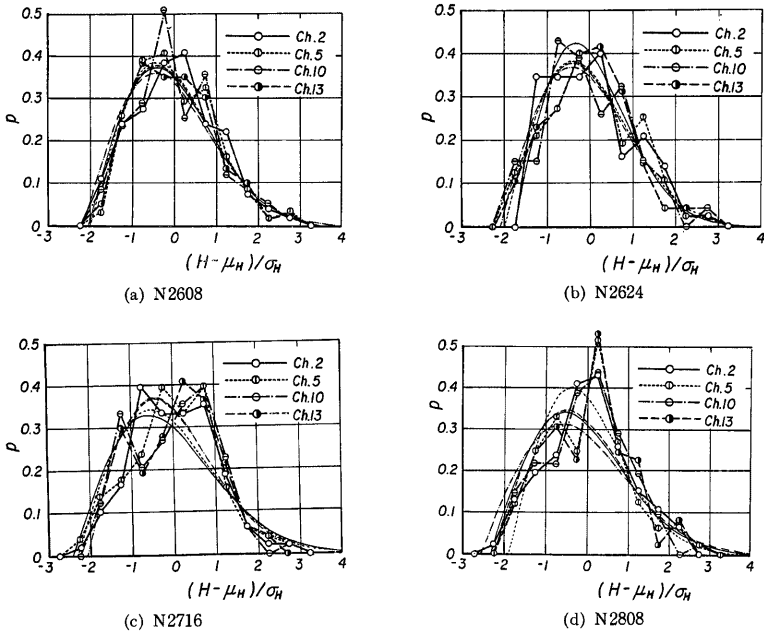 0.5
0.4
0.3
0.2
0.1
0
p
-3 -2 -1 0 1 2 3 4
(H-μH)/σH
Ch.2
Ch.5
Ch.10
Ch.13
(a) N2608
0.5
0.4
0.3
0.2
0.1
0
p
-3 -2 -1 0 1 2 3 4
(H-μH)/σH
Ch.2
Ch.5
Ch.10
Ch.13
(b) N2624
0.5
0.4
0.3
0.2
0.1
0
p
-3 -2 -1 0 1 2 3 4
(H-μH)/σH
Ch.2
Ch.5
Ch.10
Ch.13
(c) N2716
0.5
0.4
0.3
0.2
0.1
0
p
-3 -2 -1 0 1 2 3 4
(H-μH)/σH
Ch.2
Ch.5
Ch.10
Ch.13
(d) N2808